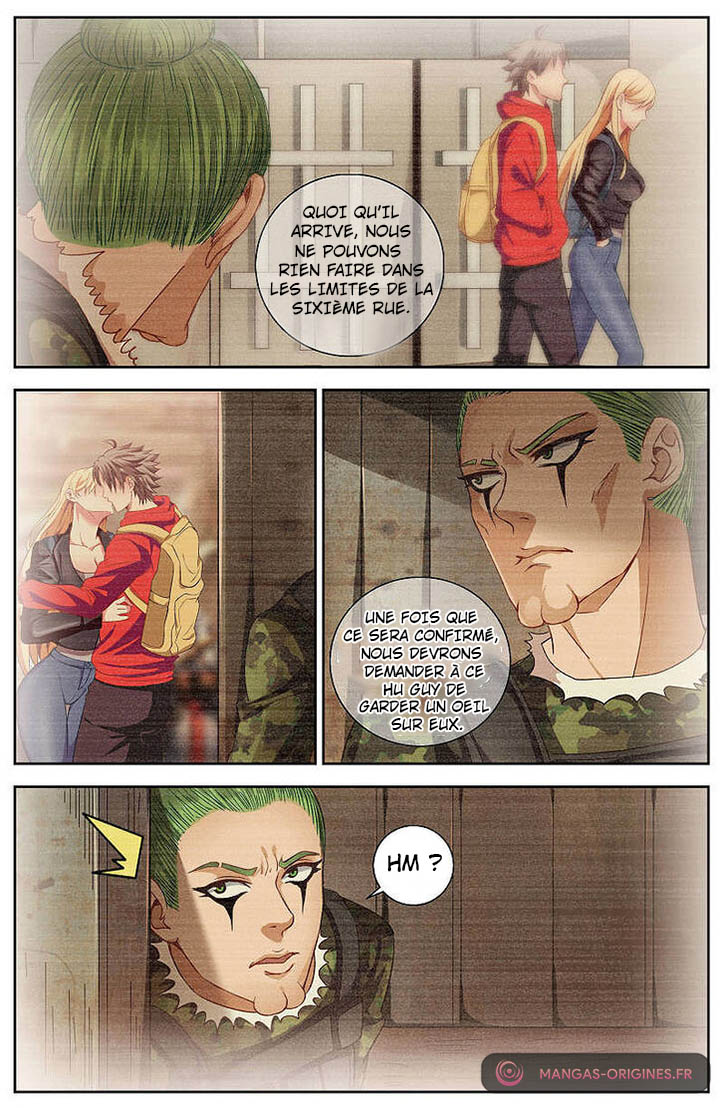 QUOI QU'IL
ARRIVE, NOUS
NE POUVONS
RIEN FAIRE DANS
LES LIMITES DE LA
SIXIÈME RUE.
UNE FOIS QUE
CE SERA CONFIRMÉ,
NOUS DEVRONS
DEMANDER À CE
HU GUY DE
GARDER UN OEIL
SUR EUX.
HM ?
MANGAS-ORIGINES.FR